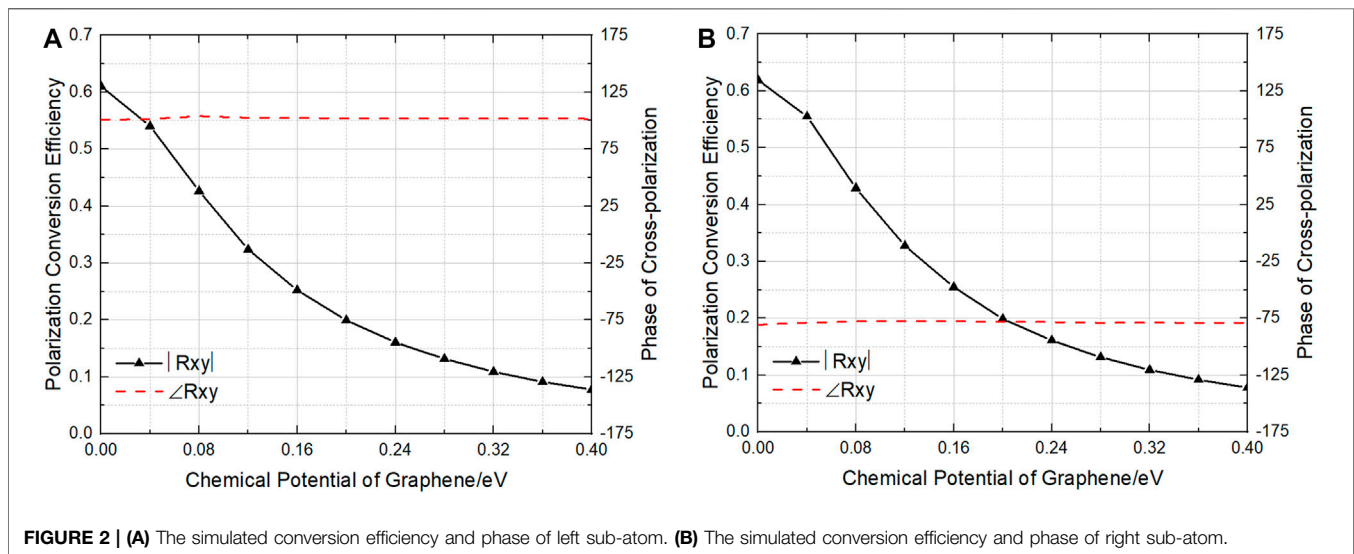 A
Polarization Conversion Efficiency
0.7
0.6
0.5
0.4
0.3
0.2
0.1
0.0
|Rxy|
∠Rxy
0.00 0.08 0.16 0.24 0.32 0.40
Chemical Potential of Graphene/eV
175
125
75
25
-25
-75
-125
-175
Phase of Cross-polarization
B
Polarization Conversion Efficiency
0.7
0.6
0.5
0.4
0.3
0.2
0.1
0.0
|Rxy|
∠Rxy
0.00 0.08 0.16 0.24 0.32 0.40
Chemical Potential of Graphene/eV
175
125
75
25
-25
-75
-125
-175
Phase of Cross-polarization
FIGURE 2 | (A) The simulated conversion efficiency and phase of left sub-atom. (B) The simulated conversion efficiency and phase of right sub-atom.